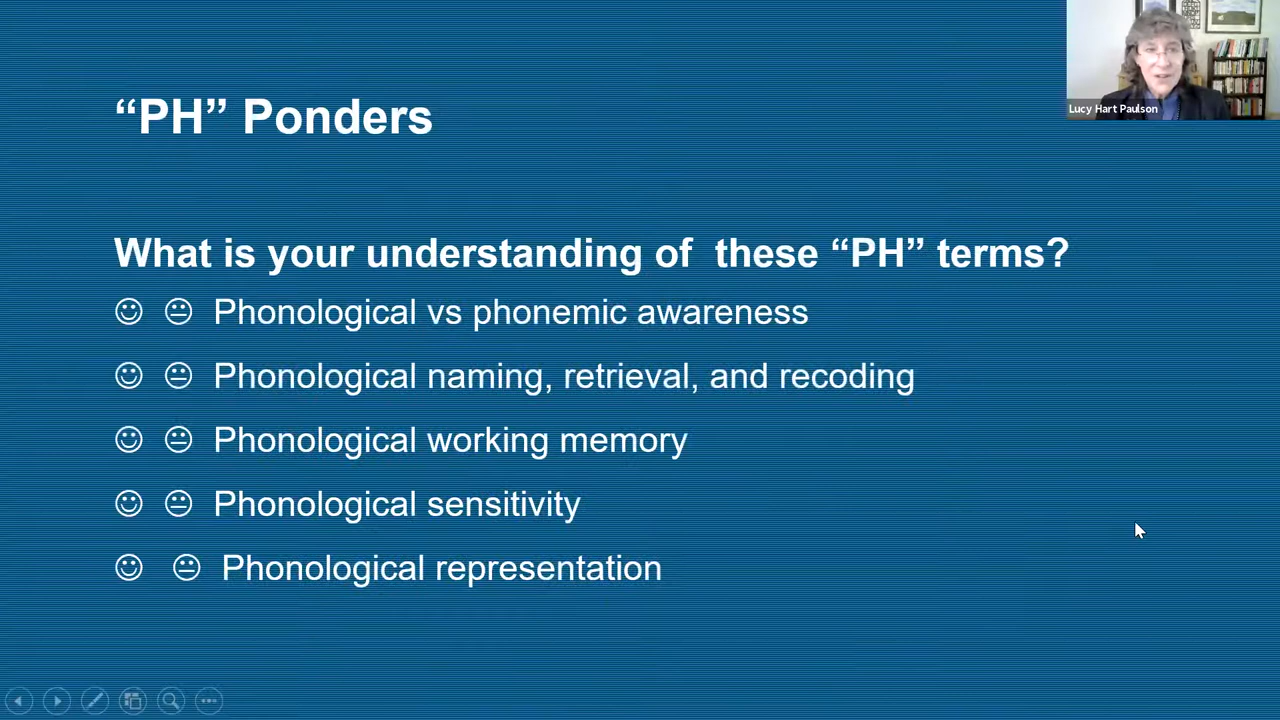 “PH” Ponders
Lucy Hart Paulson
What is your understanding of  these “PH” terms?
☺ 😐 Phonological vs phonemic awareness
☺ 😐 Phonological naming, retrieval, and recoding
☺ 😐 Phonological working memory
☺ 😐 Phonological sensitivity
☺ 😐 Phonological representation